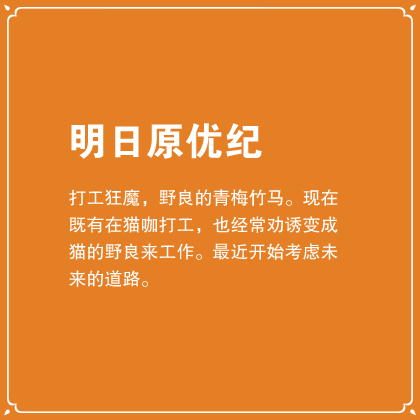 明日原优纪
打工狂魔，野良的青梅竹马。现在
既有在猫咖打工，也经常劝诱变成
猫的野良来工作。最近开始考虑未
来的道路。